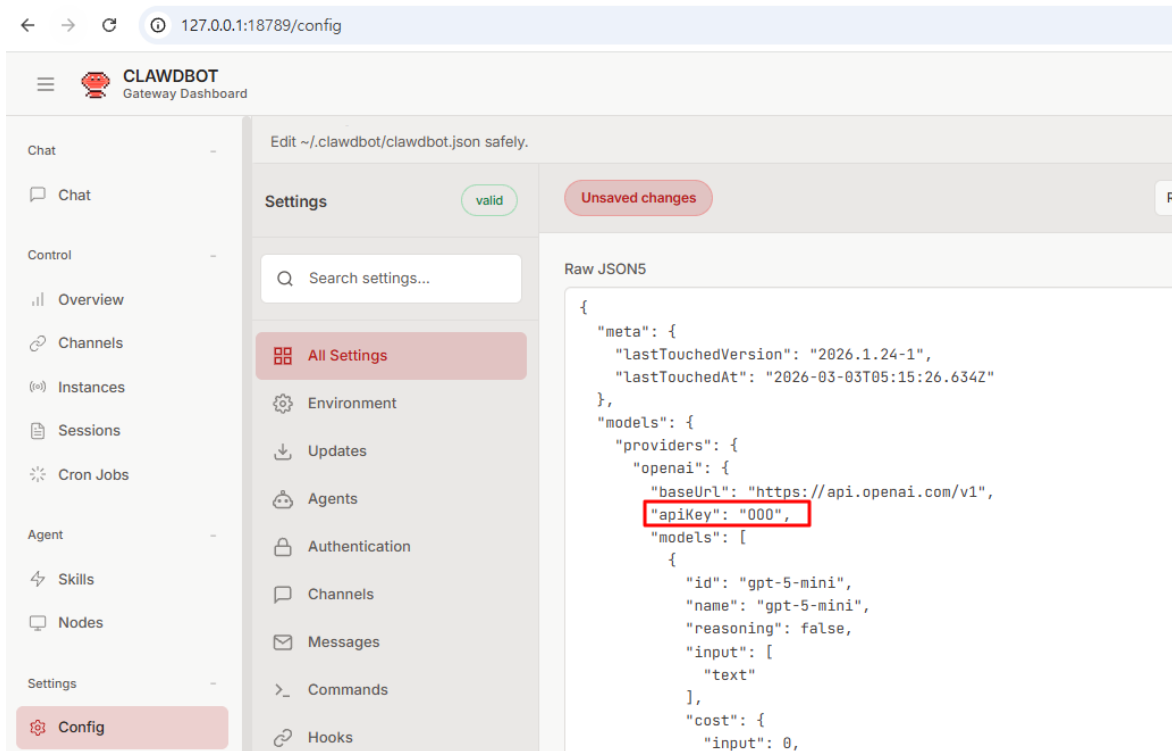 127.0.0.1:18789/config
CLAWDBOT
Gateway Dashboard
Chat
Chat
Control
Overview
Channels
Instances
Sessions
Cron Jobs
Agent
Skills
Nodes
Settings
Config
Edit ~/.clawdbot/clawdbot.json safely.
Settings
valid
Search settings...
All Settings
Environment
Updates
Agents
Authentication
Channels
Messages
Commands
Hooks
Unsaved changes
Raw JSON5
{
"meta": {
"lastTouchedVersion": "2026.1.24-1",
"lastTouchedAt": "2026-03-03T05:15:26.634Z"
},
"models": {
"providers": {
"openai": {
"baseUrl": "https://api.openai.com/v1",
"apiKey": "000",
"models": [
{
"id": "gpt-5-mini",
"name": "gpt-5-mini",
"reasoning": false,
"input": [
"text"
],
"cost": {
"input": 0,